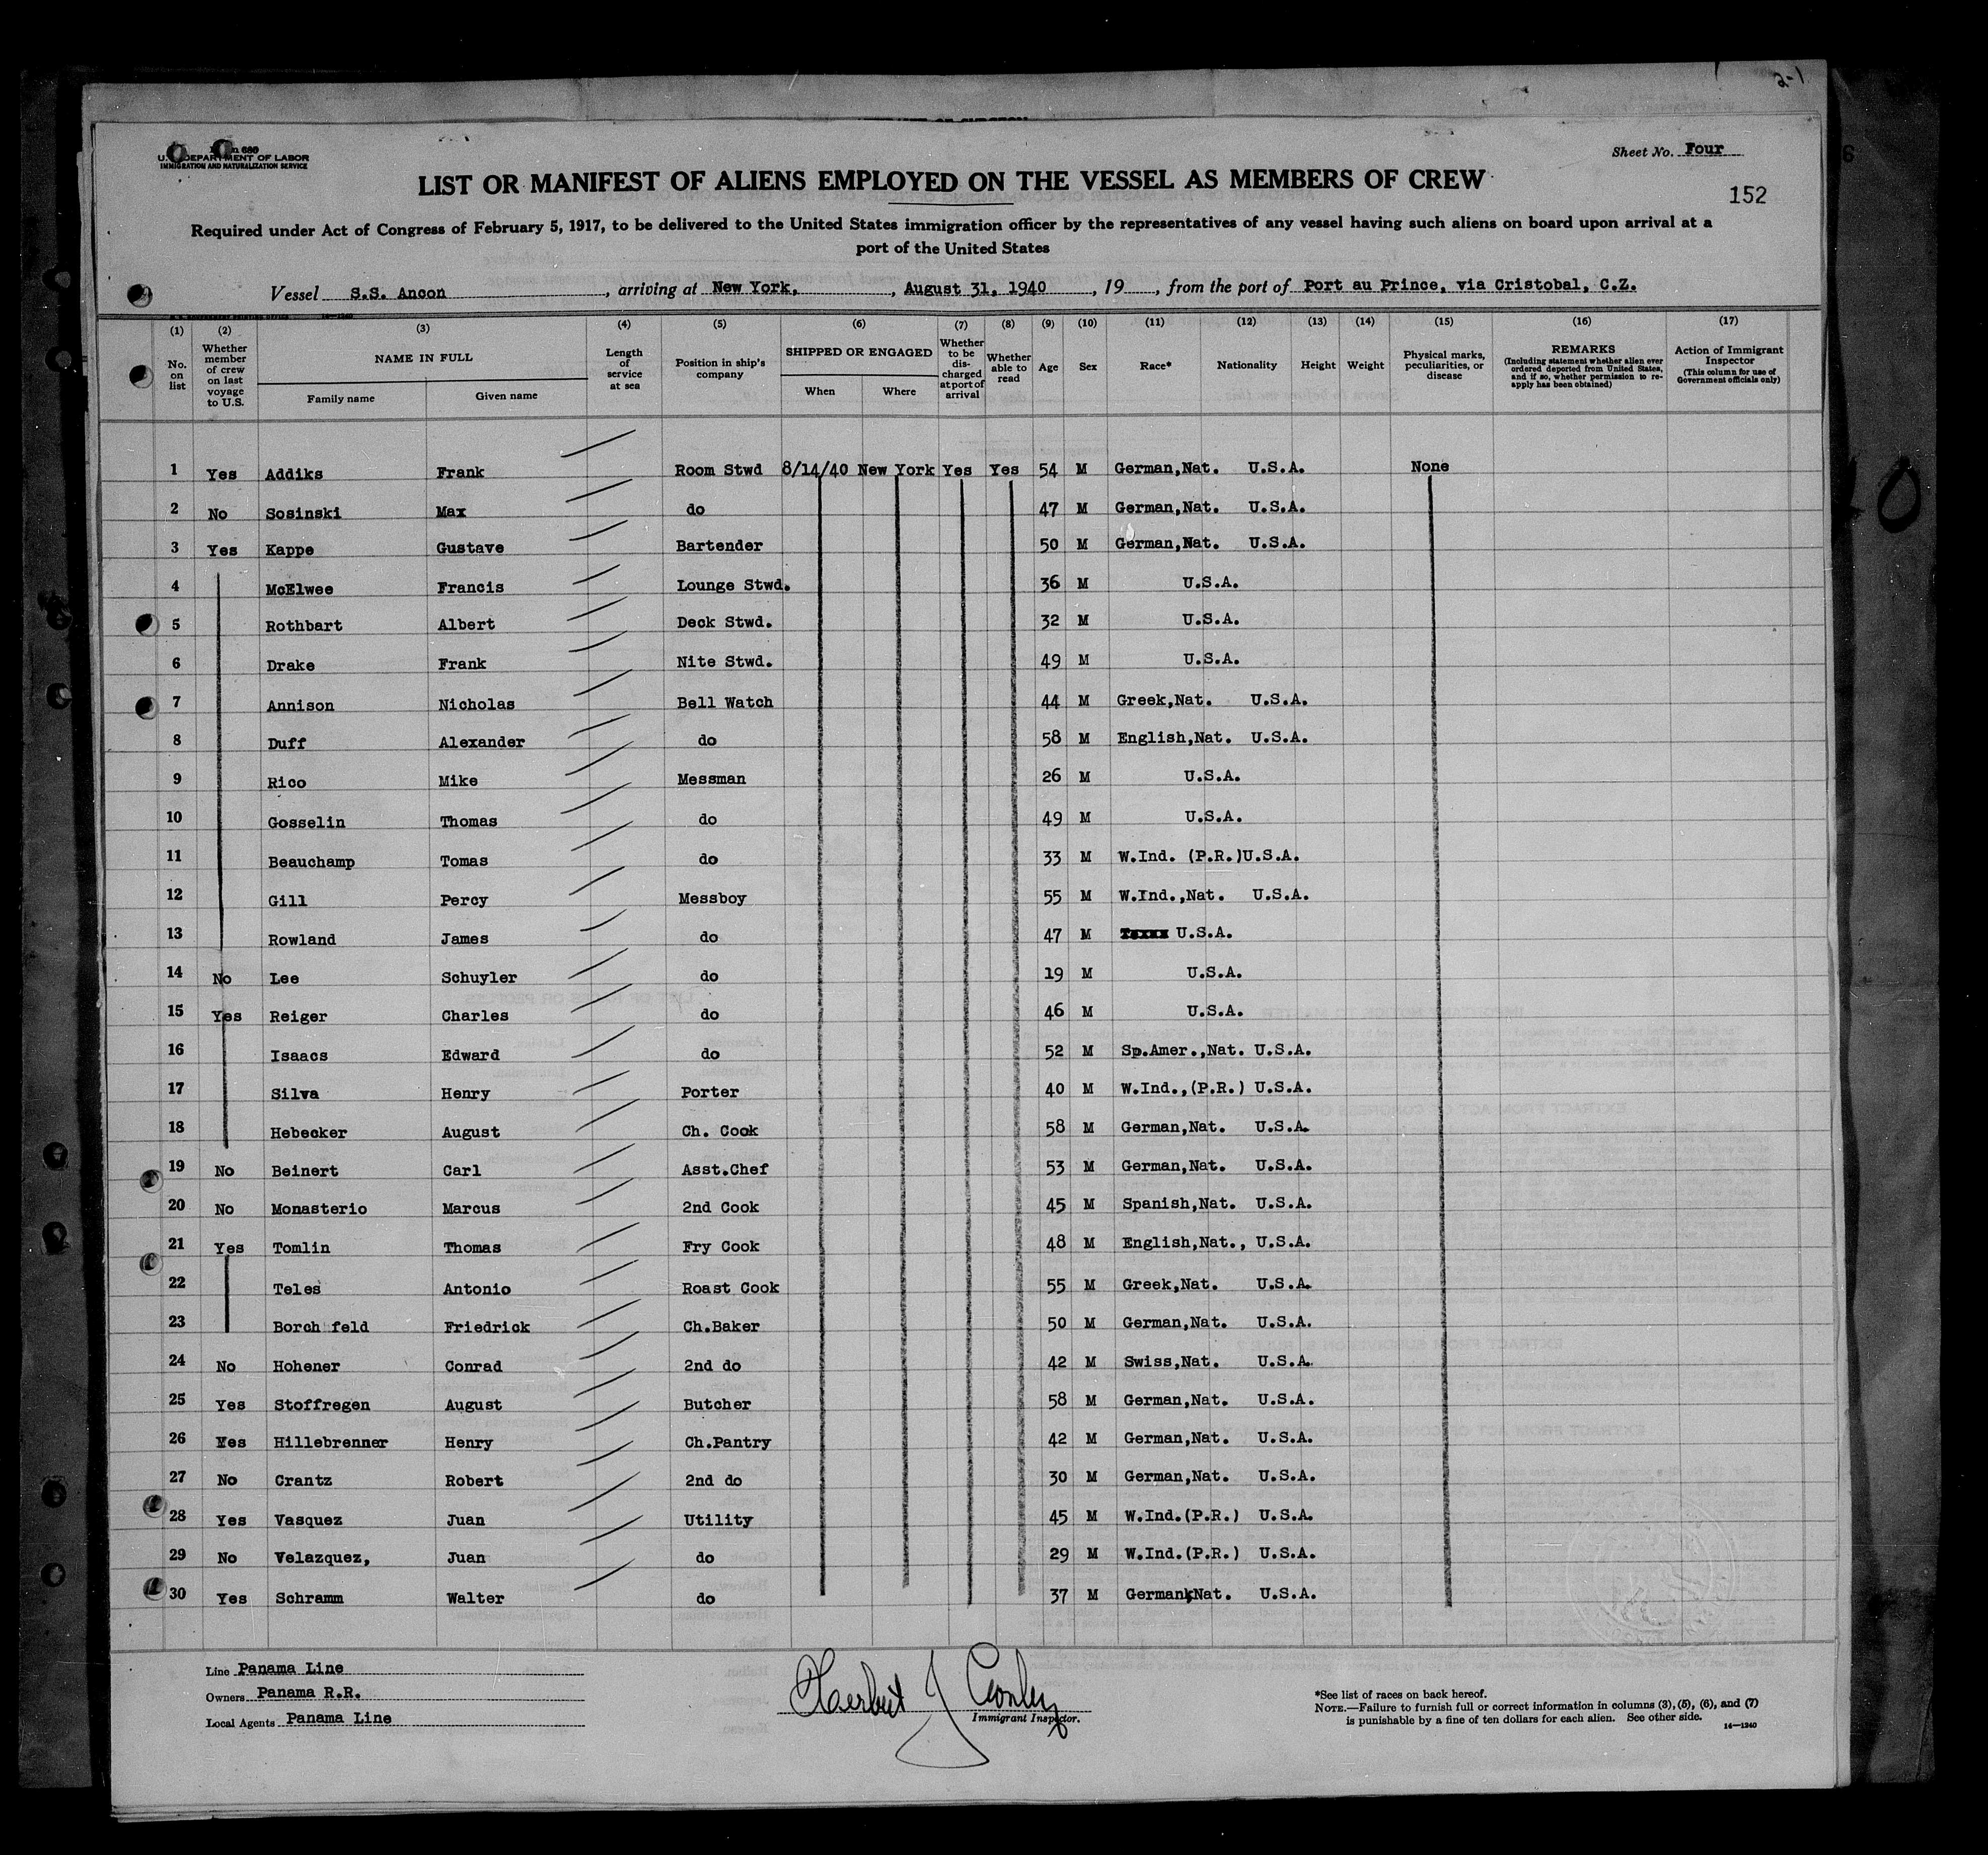 2-1
U.S. DEPARTMENT OF LABOR
IMMIGRATION AND NATURALIZATION SERVICE
Sheet No. Four
LIST OR MANIFEST OF ALIENS EMPLOYED ON THE VESSEL AS MEMBERS OF CREW
152
Required under Act of Congress of February 5, 1917, to be delivered to the United States immigration officer by the representatives of any vessel having such aliens on board upon arrival at a
port of the United States
Vessel S.S. Ancon, arriving at New York, , August 31, 1940, 19, from the port of Port au Prince, via Cristobal, C.Z.
(1) (2) (3) (4) (5) (6) (7) (8) (9) (10) (11) (12) (13) (14) (15) (16) (17)
No. on list Whether member of crew on last voyage to U.S. NAME IN FULL Family name Given name Length of service at sea Position in ship's company SHIPPED OR ENGAGED When Where Whether to be discharged at port of arrival Whether able to read Age Sex Race* Nationality Height Weight Physical marks, peculiarities, or disease REMARKS (Including statement whether alien ever ordered deported from United States, and if so, whether permission to re-apply has been obtained) Action of Immigrant Inspector (This column for use of Government officials only)
1 Yes Addiks Frank Room Stwd 8/14/40 New York Yes Yes 54 M German,Nat. U.S.A. None
2 No Sosinski Max do 47 M German,Nat. U.S.A.
3 Yes Kappe Gustave Bartender 50 M German,Nat. U.S.A.
4 McElwee Francis Lounge Stwd. 36 M U.S.A.
5 Rothbart Albert Deck Stwd. 32 M U.S.A.
6 Drake Frank Nite Stwd. 49 M U.S.A.
7 Annison Nicholas Bell Watch 44 M Greek,Nat. U.S.A.
8 Duff Alexander do 58 M English,Nat. U.S.A.
9 Rico Mike Messman 26 M U.S.A.
10 Gosselin Thomas do 49 M U.S.A.
11 Beauchamp Tomas do 33 M W.Ind. (P.R.)U.S.A.
12 Gill Percy Messboy 55 M W.Ind.,Nat. U.S.A.
13 Rowland James do 47 M U.S.A.
14 No Lee Schuyler do 19 M U.S.A.
15 Yes Reiger Charles do 46 M U.S.A.
16 Isaacs Edward do 52 M Sp.Amer.,Nat. U.S.A.
17 Silva Henry Porter 40 M W.Ind.,(P.R.) U.S.A.
18 Hebecker August Ch. Cook 58 M German,Nat. U.S.A.
19 No Beinert Carl Asst.Chef 53 M German,Nat. U.S.A.
20 No Monasterio Marcus 2nd Cook 45 M Spanish,Nat. U.S.A.
21 Yes Tomlin Thomas Fry Cook 48 M English,Nat., U.S.A.
22 Teles Antonio Roast Cook 55 M Greek,Nat. U.S.A.
23 Borch feld Friedrick Ch.Baker 50 M German,Nat. U.S.A.
24 No Hohener Conrad 2nd do 42 M Swiss,Nat. U.S.A.
25 Yes Stoffregen August Butcher 58 M German,Nat. U.S.A.
26 Yes Hillebrenner Henry Ch.Pantry 42 M German,Nat. U.S.A.
27 No Crantz Robert 2nd do 30 M German,Nat. U.S.A.
28 Yes Vasquez Juan Utility 45 M W.Ind.(P.R.) U.S.A.
29 No Velazquez, Juan do 29 M W.Ind.(P.R.) U.S.A.
30 Yes Schramm Walter do 37 M German,Nat. U.S.A.
Line Panama Line
Owners Panama R.R.
Local Agents Panama Line
Herbert J Conley
Immigrant Inspector.
*See list of races on back hereof.
NOTE.—Failure to furnish full or correct information in columns (3), (5), (6), and (7)
is punishable by a fine of ten dollars for each alien. See other side.
14—1240